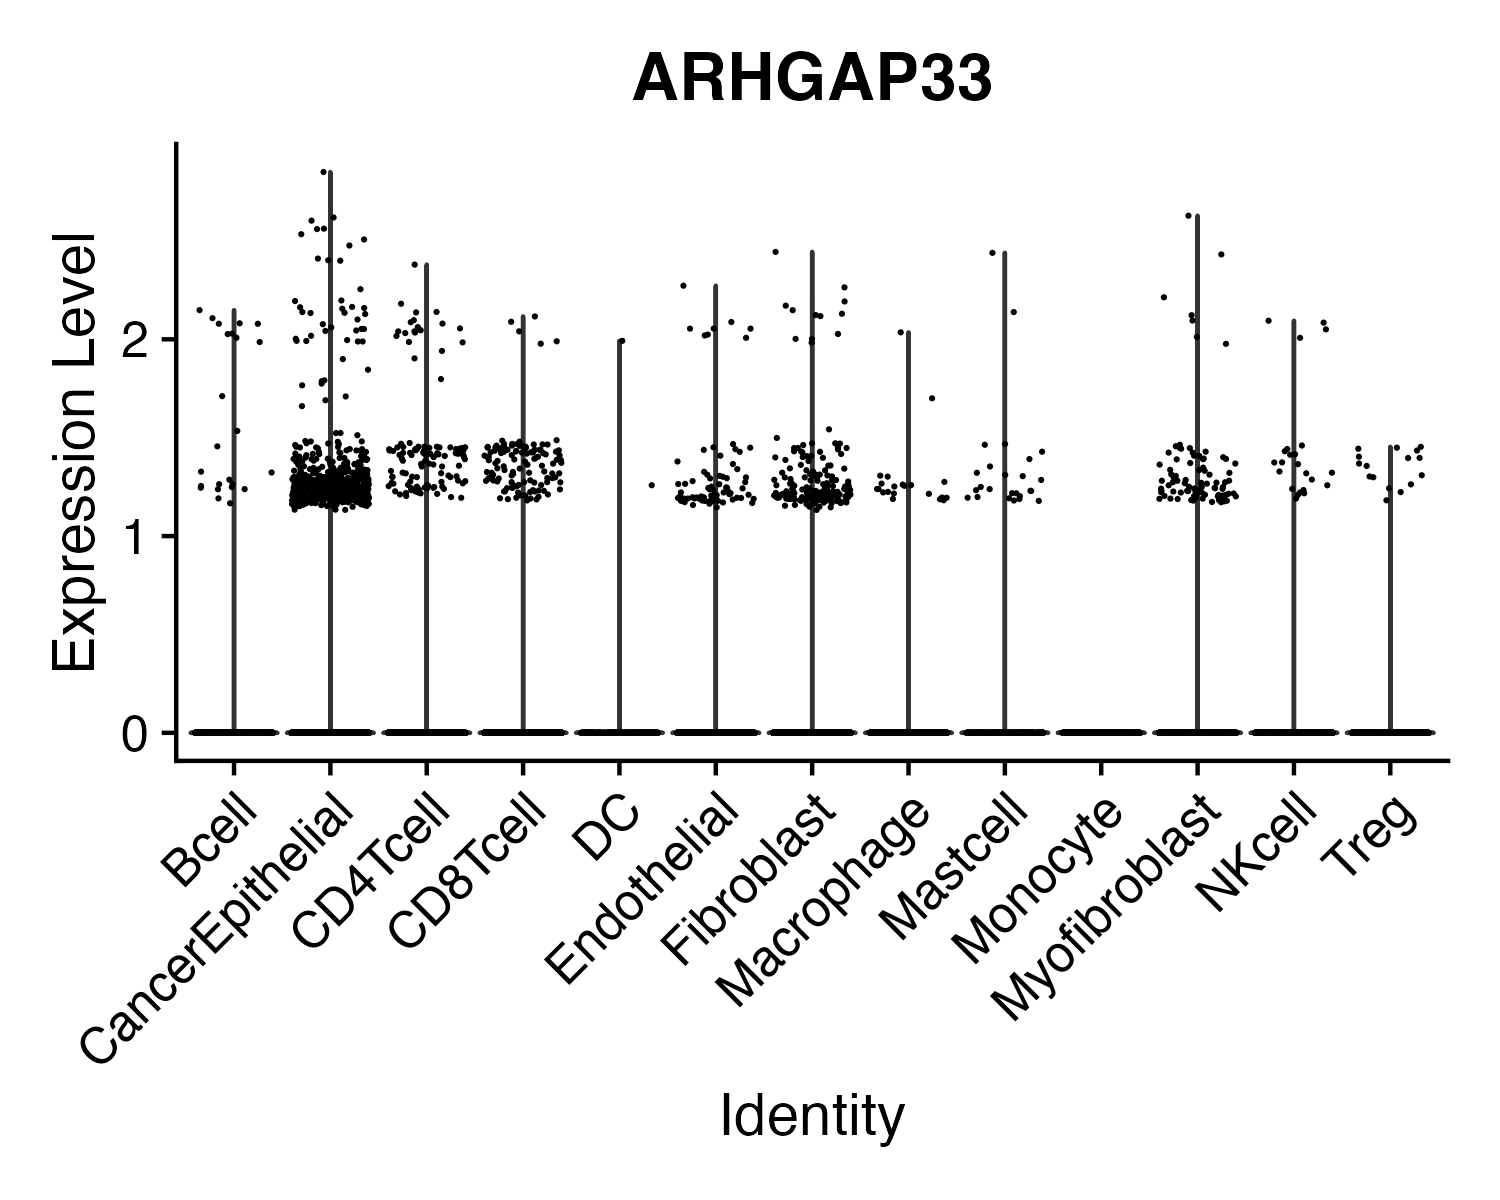 ARHGAP33
Expression Level
2
1
0
Bcell
CancerEpithelial
CD4Tcell
CD8Tcell
DC
Endothelial
Fibroblast
Macrophage
Mastcell
Monocyte
Myofibroblast
NKcell
Treg
Identity